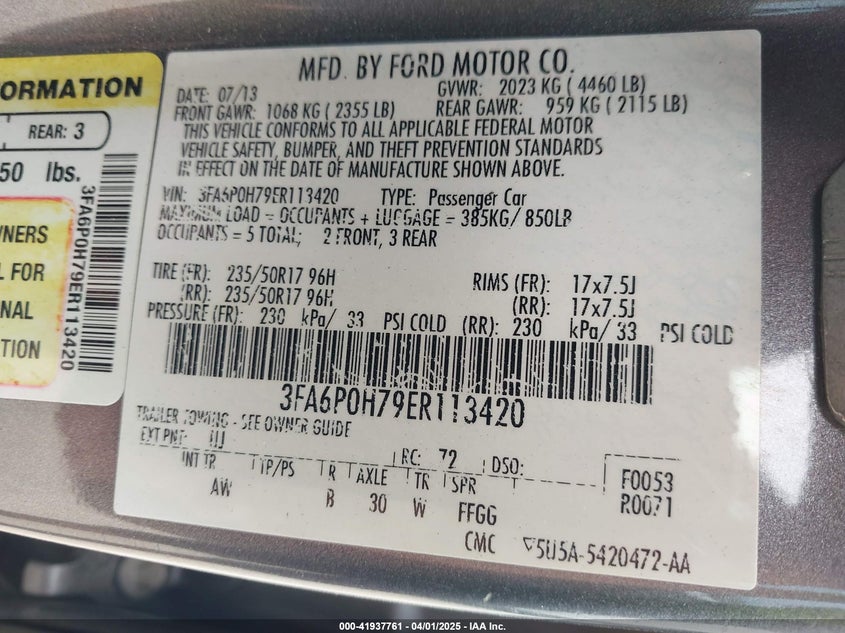 ORMATION
REAR: 3
50 lbs.
WNERS
L FOR
NAL
TION
3FA6P0H79ER113420
MFD. BY FORD MOTOR CO.
DATE: 07/13 GVWR: 2023 KG ( 4460 LB)
FRONT GAWR: 1068 KG ( 2355 LB) REAR GAWR: 959 KG ( 2115 LB)
THIS VEHICLE CONFORMS TO ALL APPLICABLE FEDERAL MOTOR
VEHICLE SAFETY, BUMPER, AND THEFT PREVENTION STANDARDS
IN EFFECT ON THE DATE OF MANUFACTURE SHOWN ABOVE.
VIN: 3FA6P0H79ER113420 TYPE: Passenger Car
MAXIMUM LOAD = OCCUPANTS + LUGGAGE = 385KG/ 850LB
OCCUPANTS = 5 TOTAL; 2 FRONT, 3 REAR
TIRE (FR): 235/50R17 96H RIMS (FR): 17x7.5J
(RR): 235/50R17 96H (RR): 17x7.5J
PRESSURE (FR): 230 kPa/ 33 PSI COLD (RR): 230 kPa/ 33 PSI COLD
3FA6P0H79ER113420
TRAILER TOWING - SEE OWNER GUIDE
EXT PNT: UJ RC: 72 DSO:
INT TR TYP/PS R AXLE TR SPR
AW B 30 W FFGG
F0053
R0071
CMC 5U5A-5420472-AA
000-41937761 - 04/01/2025 - IAA Inc.